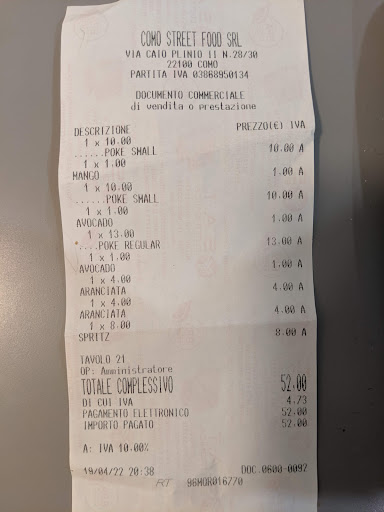 COMO STREET FOOD SRL
VIA CAIO PLINIO II N.28/30
22100 COMO
PARTITA IVA 03868950134
DOCUMENTO COMMERCIALE
di vendita o prestazione
DESCRIZIONE PREZZO(€) IVA
1 x 10.00
......POKE SMALL 10.00 A
1 x 1.00
MANGO 1.00 A
1 x 10.00
......POKE SMALL 10.00 A
1 x 1.00
AVOCADO 1.00 A
1 x 13.00
....POKE REGULAR 13.00 A
1 x 1.00
AVOCADO 1.00 A
1 x 4.00
ARANCIATA 4.00 A
1 x 4.00
ARANCIATA 4.00 A
1 x 8.00
SPRITZ 8.00 A
TAVOLO 21
OP: Amministratore
TOTALE COMPLESSIVO 52.00
DI CUI IVA 4.73
PAGAMENTO ELETTRONICO 52.00
IMPORTO PAGATO 52.00
A: IVA 10.00%
19/04/22 20:38 DOC.0600-0092
RT 96MOR016770